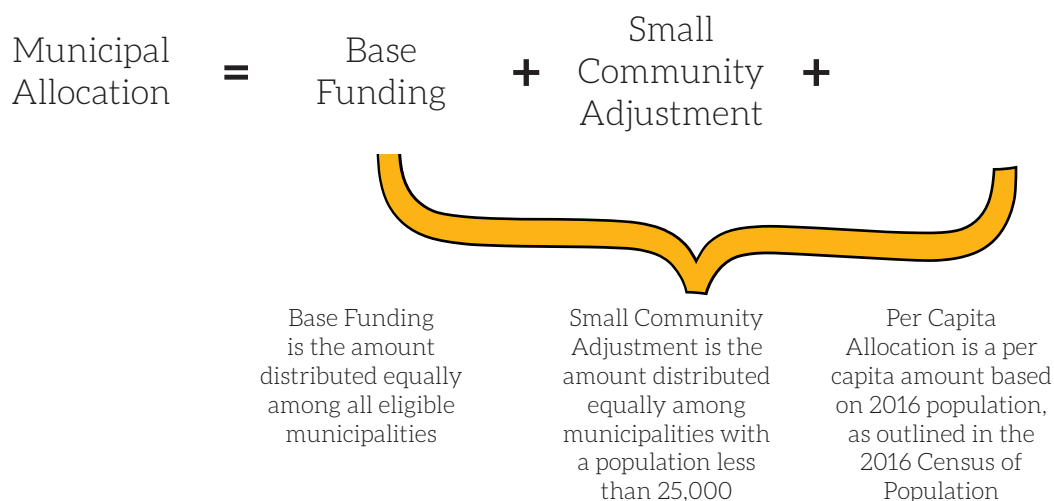 Municipal
Allocation
=
Base
Funding
+
Small
Community
Adjustment
+
Base Funding
is the amount
distributed equally
among all eligible
municipalities
Small Community
Adjustment is the
amount distributed
equally among
municipalities with
a population less
than 25,000
Per Capita
Allocation is a per
capita amount based
on 2016 population,
as outlined in the
2016 Census of
Population